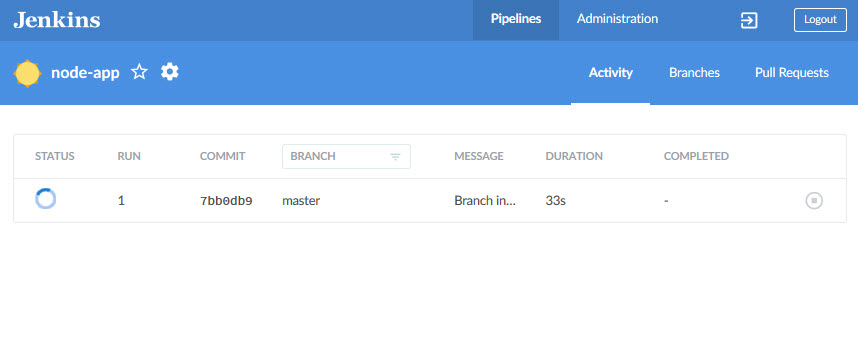 Jenkins Pipelines Administration Logout
node-app Activity Branches Pull Requests
STATUS RUN COMMIT BRANCH MESSAGE DURATION COMPLETED
1 7bb0db9 master Branch in... 33s -